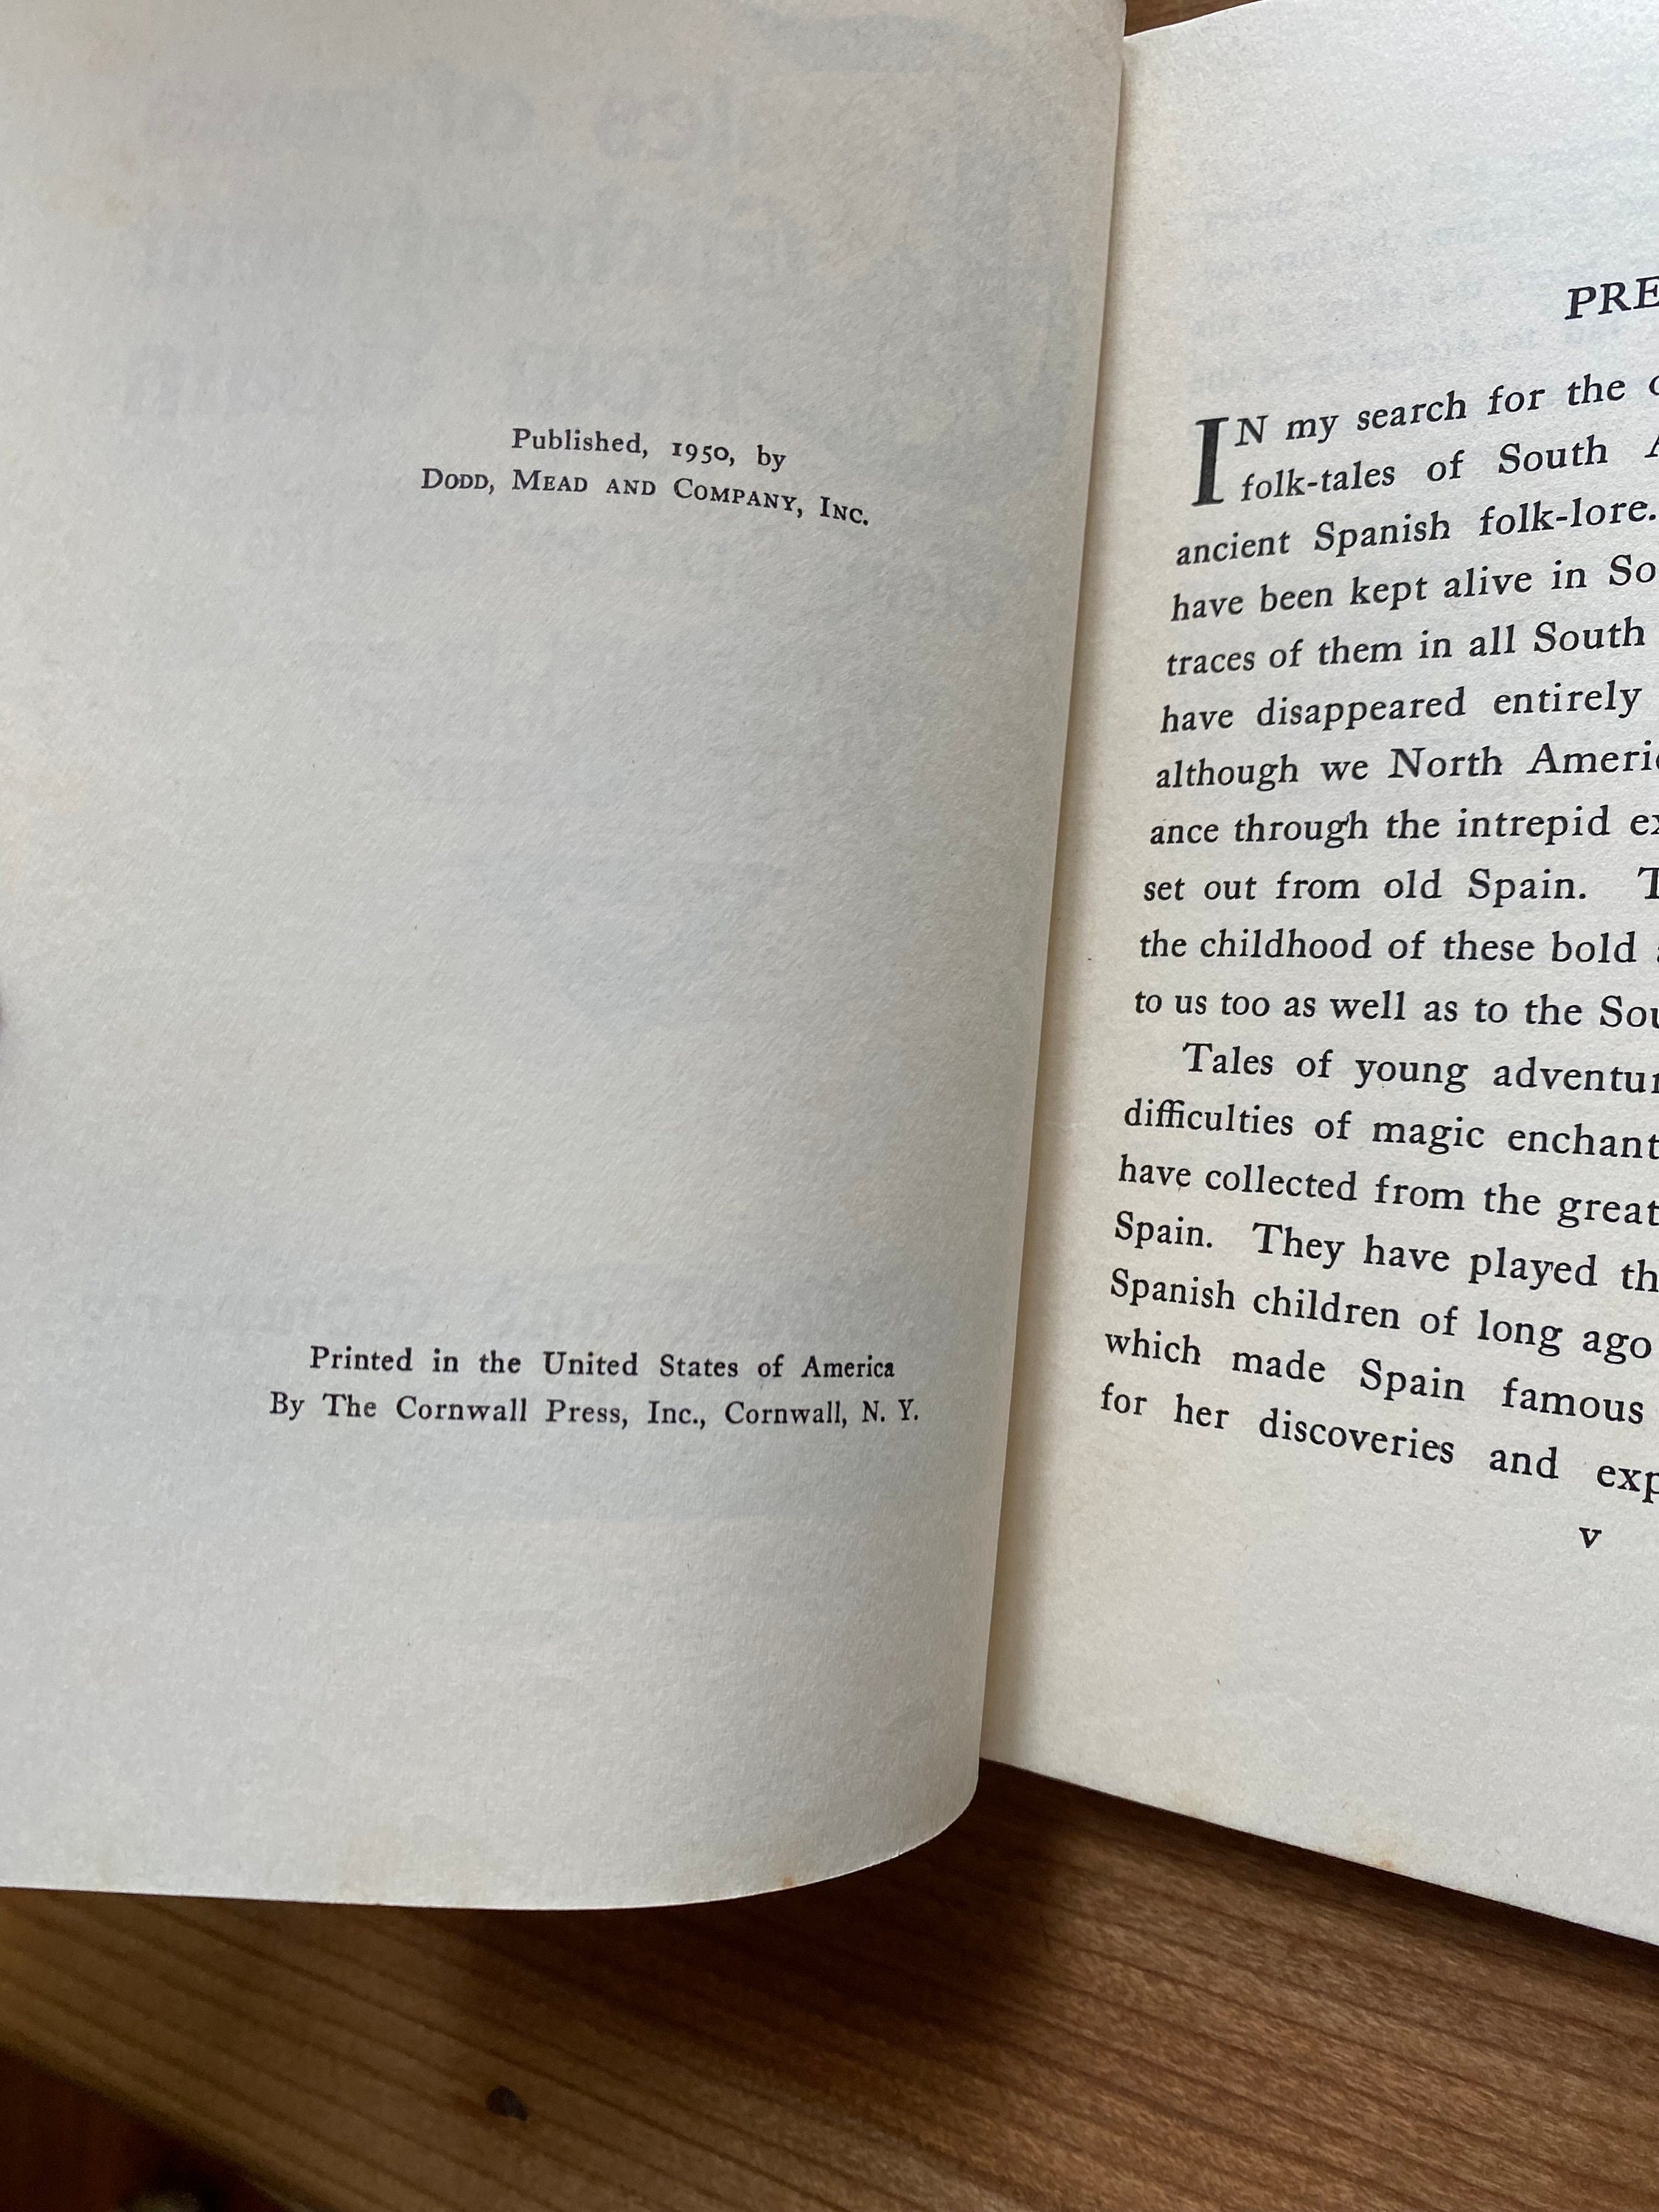 Published, 1950, by
Dodd, Mead and Company, Inc.
Printed in the United States of America
By The Cornwall Press, Inc., Cornwall, N. Y.
PRE
IN my search for the
folk-tales of South A
ancient Spanish folk-lore.
have been kept alive in So
traces of them in all South
have disappeared entirely
although we North Americ
ance through the intrepid ex
set out from old Spain. T
the childhood of these bold
to us too as well as to the Sou
Tales of young adventur
difficulties of magic enchant
have collected from the great
Spain. They have played th
Spanish children of long ago
which made Spain famous
for her discoveries and exp
v